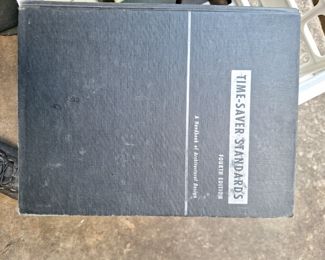 TIME-SAVER STANDARDS
FOURTH EDITION
A Handbook of Architectural Design